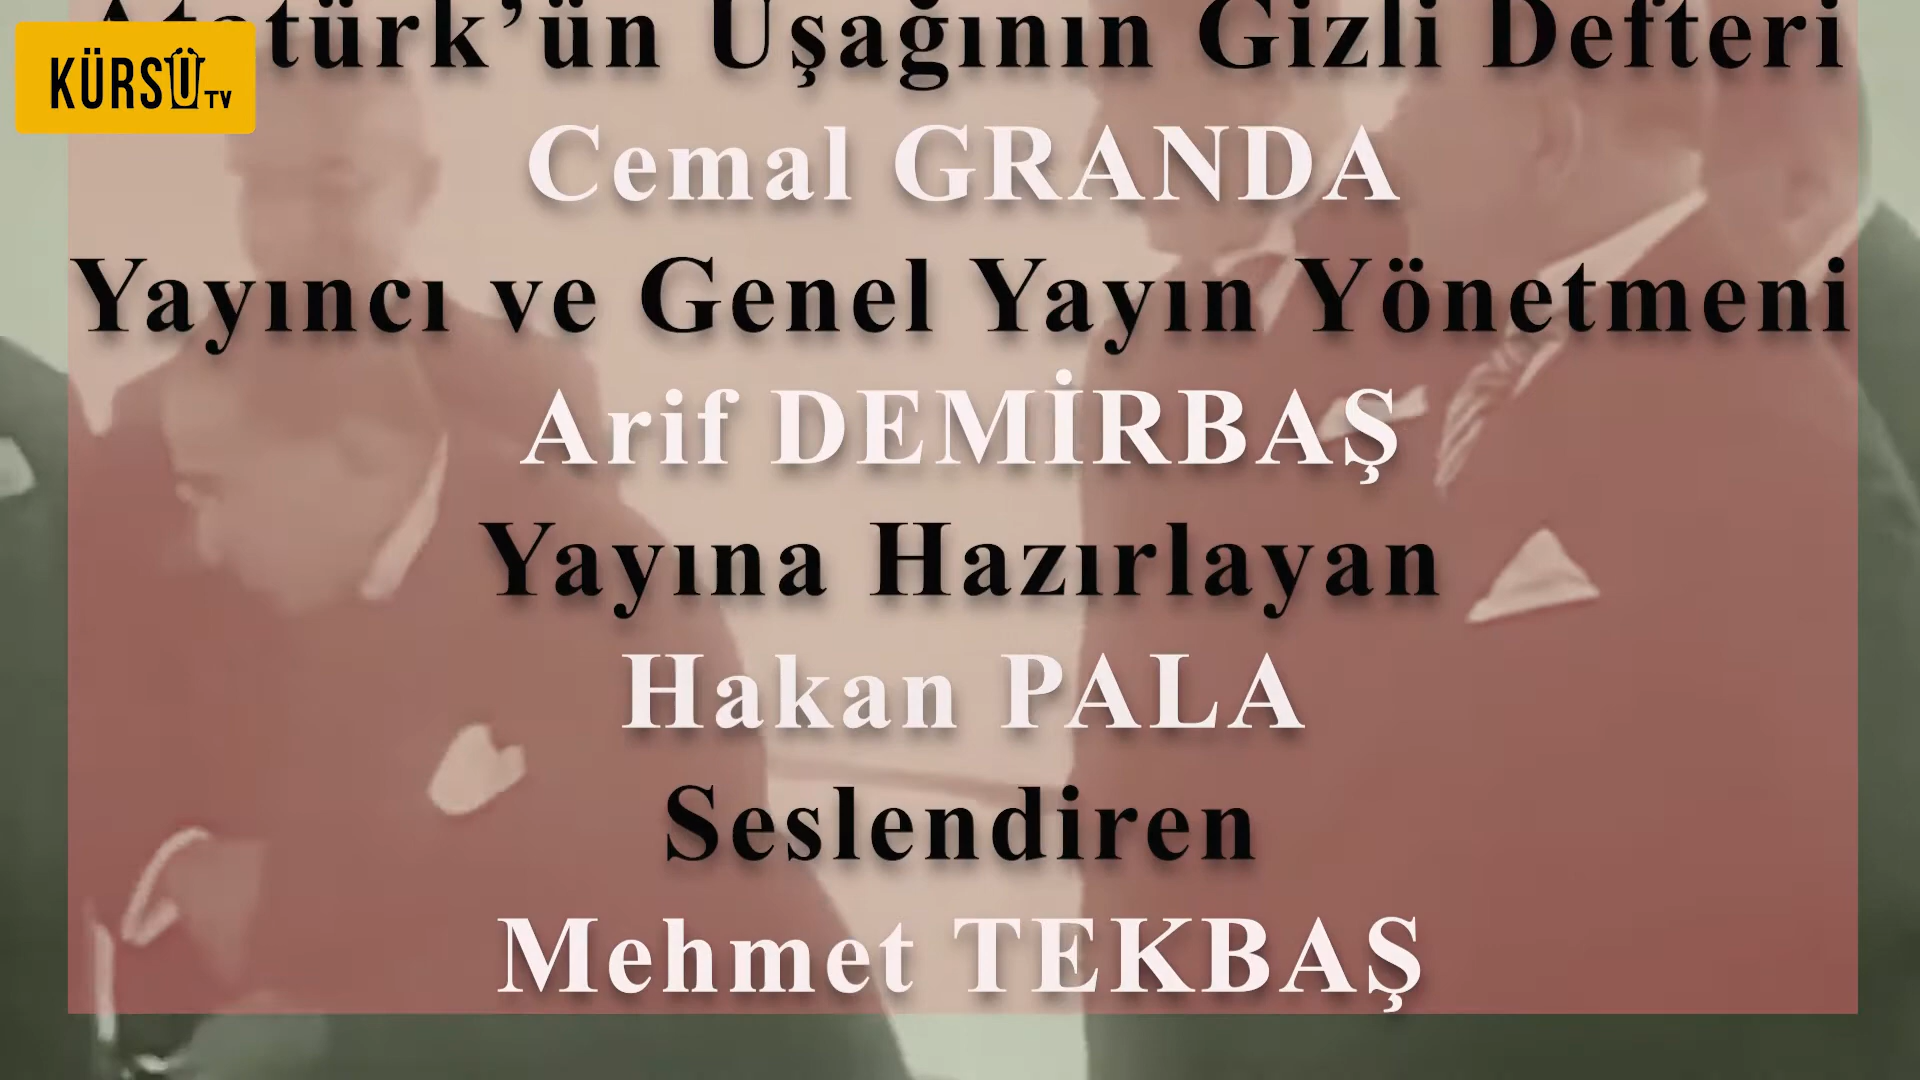 Atatürk’ün Uşağının Gizli Defteri
KÜRSÜ TV
Cemal GRANDA
Yayıncı ve Genel Yayın Yönetmeni
Arif DEMİRBAŞ
Yayına Hazırlayan
Hakan PALA
Seslendiren
Mehmet TEKBAŞ